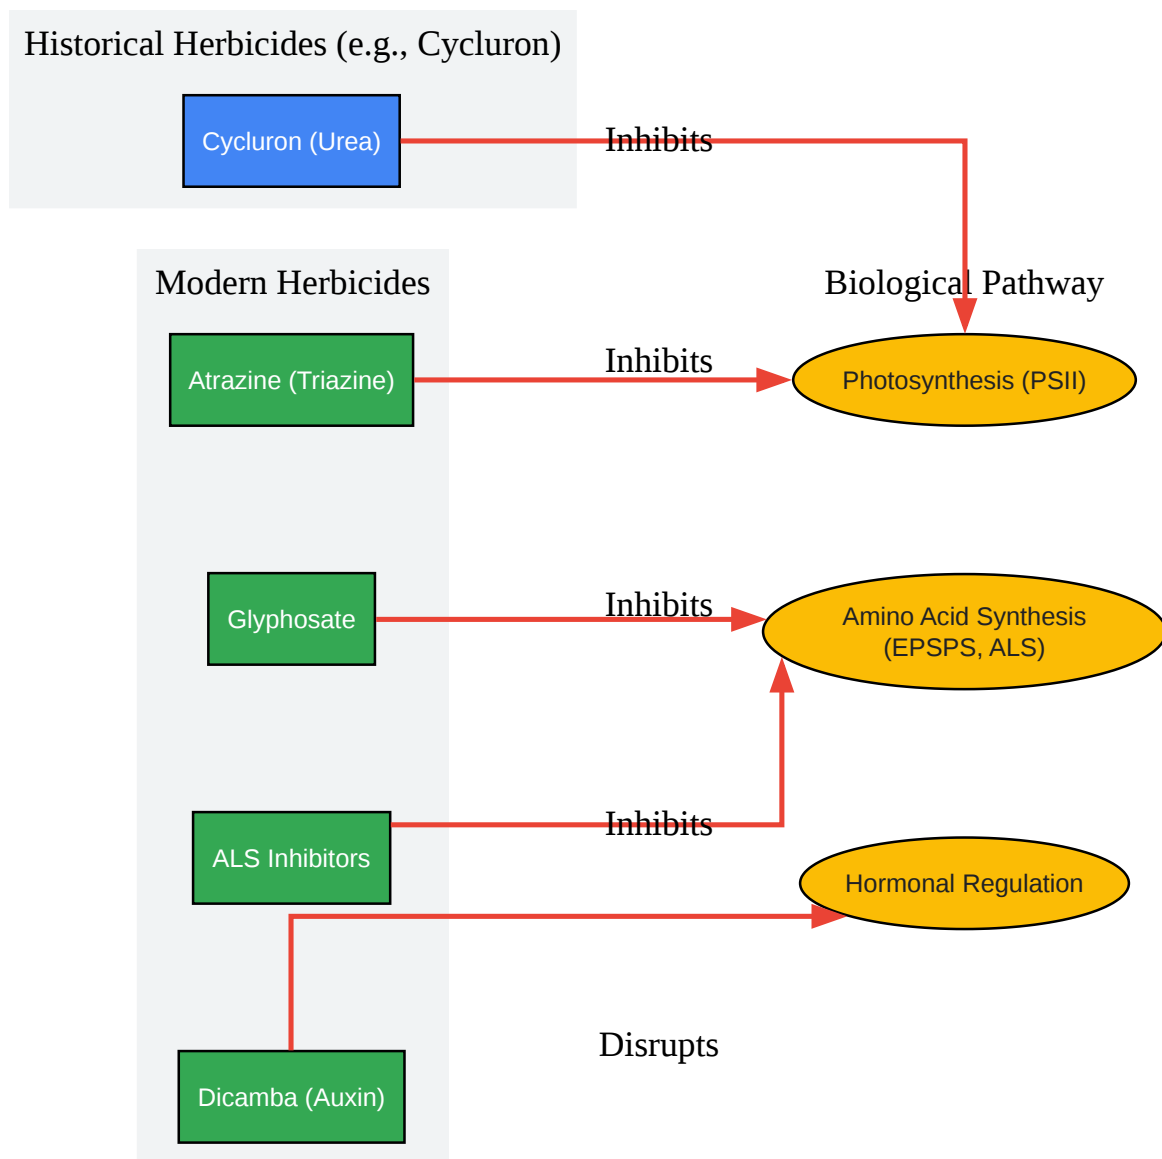 Historical Herbicides (e.g., Cycluron)
Cycluron (Urea)
Inhibits
Modern Herbicides
Biological Pathway
Atrazine (Triazine)
Inhibits
Photosynthesis (PSII)
Glyphosate
Inhibits
Amino Acid Synthesis
(EPSPS, ALS)
ALS Inhibitors
Inhibits
Hormonal Regulation
Disrupts
Dicamba (Auxin)